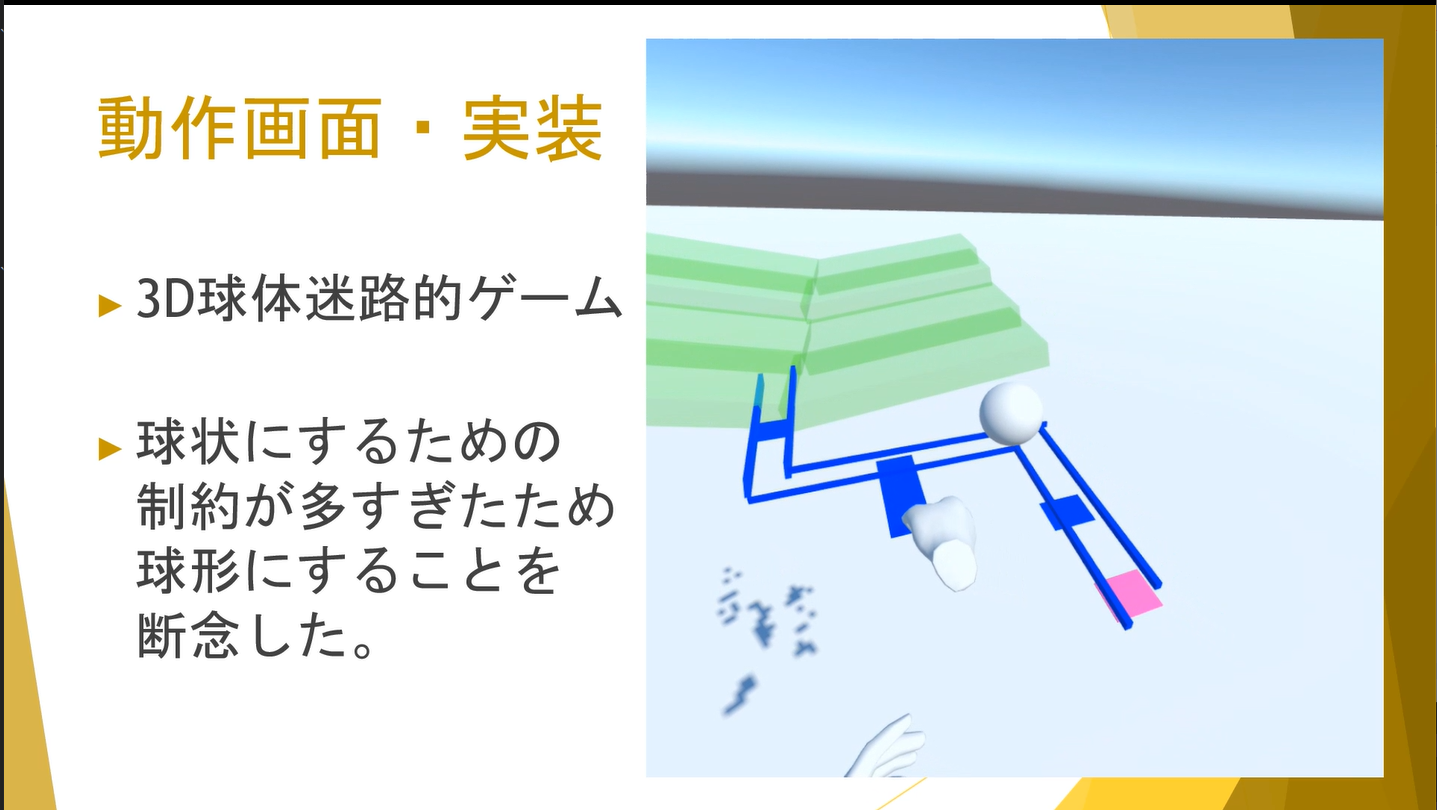 動作画面・実装
3D球体迷路的ゲーム
球状にするための
制約が多すぎたため
球形にすることを
断念した。